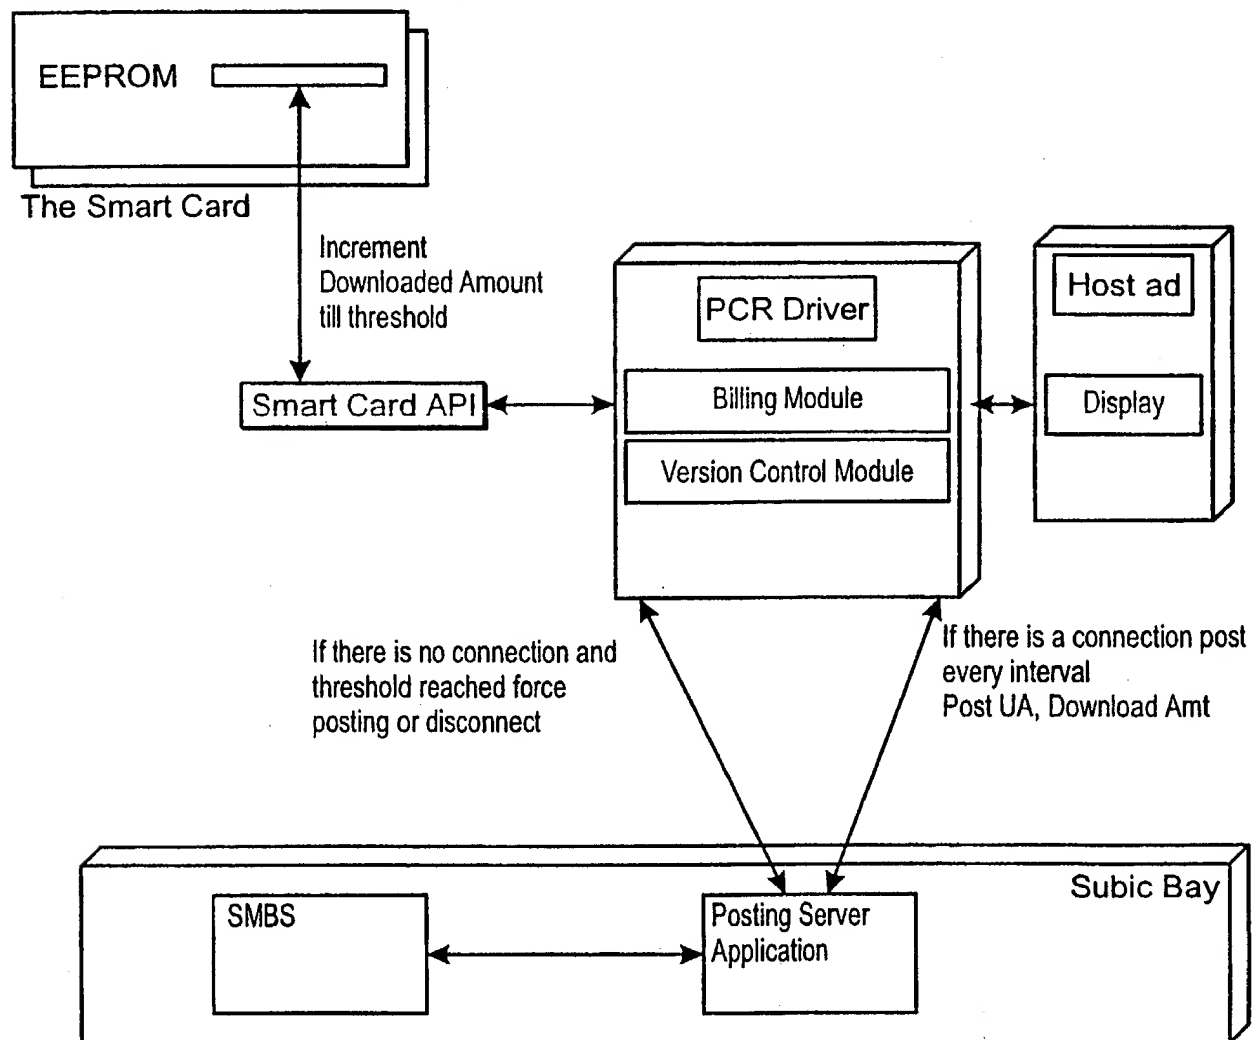 EEPROM
The Smart Card
Increment
Downloaded Amount
till threshold
Smart Card API
PCR Driver
Billing Module
Version Control Module
Host ad
Display
If there is no connection and
threshold reached force
posting or disconnect
If there is a connection post
every interval
Post UA, Download Amt
Subic Bay
SMBS
Posting Server
Application